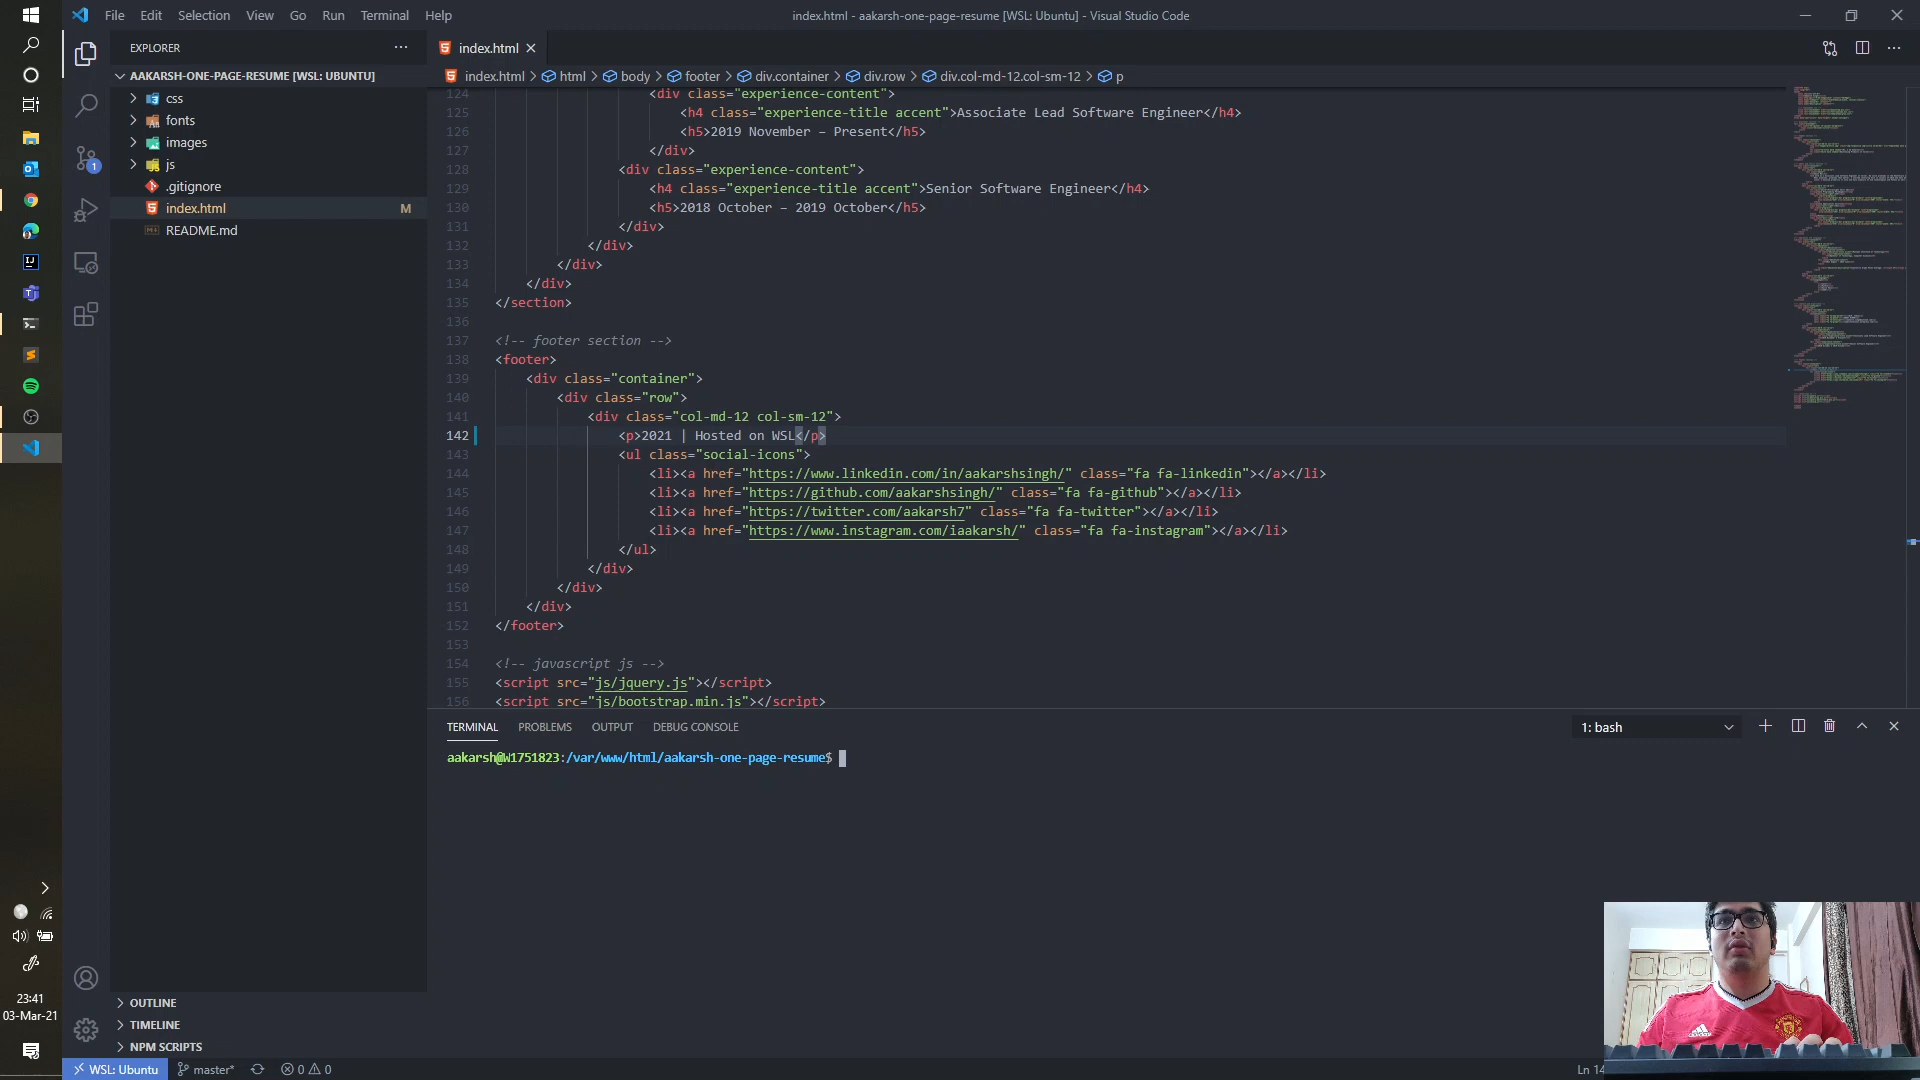 File Edit Selection View Go Run Terminal Help
index.html - aakarsh-one-page-resume [WSL: Ubuntu] - Visual Studio Code
EXPLORER
AAKARSH-ONE-PAGE-RESUME [WSL: UBUNTU]
css
fonts
images
js
.gitignore
index.html M
README.md
1
OUTLINE
TIMELINE
NPM SCRIPTS
index.html
index.html > html > body > footer > div.container > div.row > div.col-md-12.col-sm-12 > p
124 <div class="experience-content">
125 <h4 class="experience-title accent">Associate Lead Software Engineer</h4>
126 <h5>2019 November – Present</h5>
127 </div>
128 <div class="experience-content">
129 <h4 class="experience-title accent">Senior Software Engineer</h4>
130 <h5>2018 October – 2019 October</h5>
131 </div>
132 </div>
133 </div>
134 </div>
135 </section>
136
137 <!-- footer section -->
138 <footer>
139 <div class="container">
140 <div class="row">
141 <div class="col-md-12 col-sm-12">
142 <p>2021 | Hosted on WSL</p>
143 <ul class="social-icons">
144 <li><a href="https://www.linkedin.com/in/aakarshsingh/" class="fa fa-linkedin"></a></li>
145 <li><a href="https://github.com/aakarshsingh/" class="fa fa-github"></a></li>
146 <li><a href="https://twitter.com/aakarsh7" class="fa fa-twitter"></a></li>
147 <li><a href="https://www.instagram.com/iaakarsh/" class="fa fa-instagram"></a></li>
148 </ul>
149 </div>
150 </div>
151 </div>
152 </footer>
153
154 <!-- javascript js -->
155 <script src="js/jquery.js"></script>
156 <script src="js/bootstrap.min.js"></script>
TERMINAL PROBLEMS OUTPUT DEBUG CONSOLE
1: bash
aakarsh@W1751823:/var/www/html/aakarsh-one-page-resume$
23:41
03-Mar-21
WSL: Ubuntu master* 0 0
Ln 14